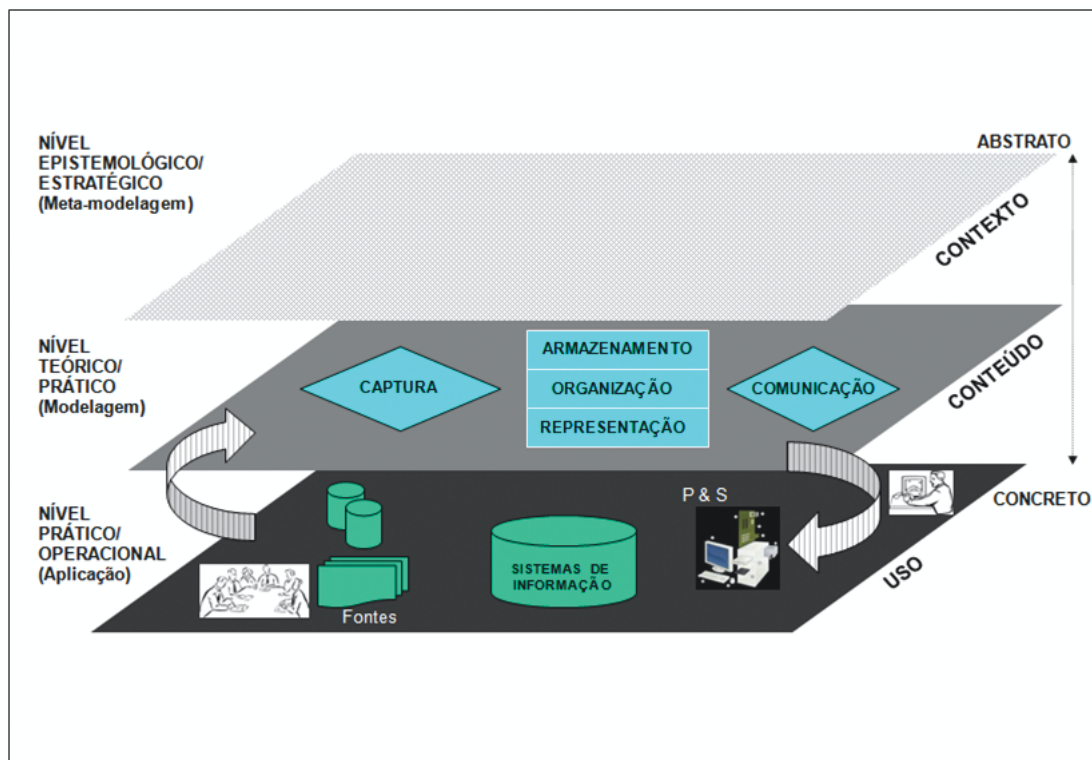 NÍVEL
EPISTEMOLÓGICO/
ESTRATÉGICO
(Meta-modelagem)
ABSTRATO
CONTEXTO
NÍVEL
TEÓRICO/
PRÁTICO
(Modelagem)
CAPTURA
ARMAZENAMENTO
ORGANIZAÇÃO
REPRESENTAÇÃO
COMUNICAÇÃO
CONTEÚDO
NÍVEL
PRÁTICO/
OPERACIONAL
(Aplicação)
Fontes
SISTEMAS DE
INFORMAÇÃO
P & S
CONCRETO
USO